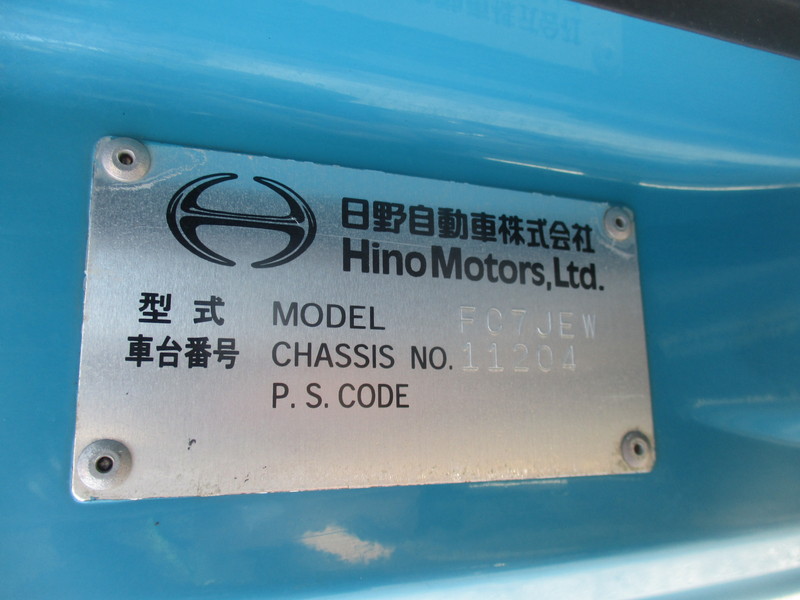 日野自動車株式会社
Hino Motors, Ltd.
型式 MODEL FC7JEW
車台番号 CHASSIS NO. 11204
P. S. CODE